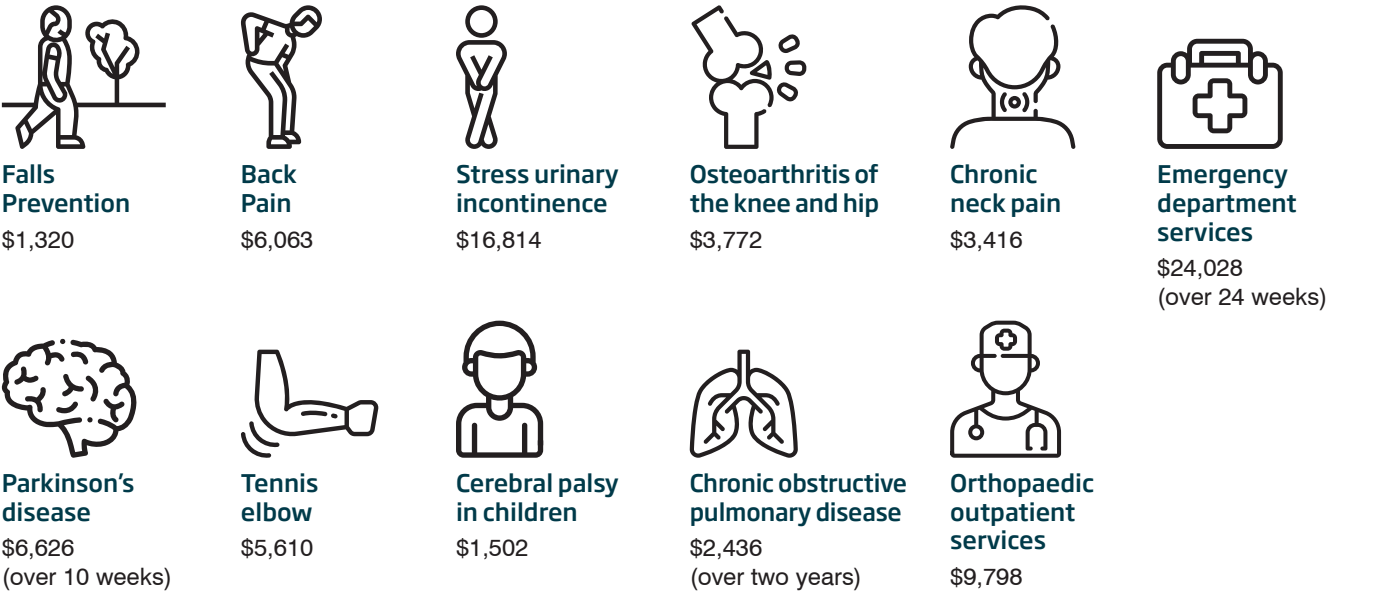 Falls
Prevention
$1,320
Back
Pain
$6,063
Stress urinary
incontinence
$16,814
Osteoarthritis of
the knee and hip
$3,772
Chronic
neck pain
$3,416
Emergency
department
services
$24,028
(over 24 weeks)
Parkinson’s
disease
$6,626
(over 10 weeks)
Tennis
elbow
$5,610
Cerebral palsy
in children
$1,502
Chronic obstructive
pulmonary disease
$2,436
(over two years)
Orthopaedic
outpatient
services
$9,798